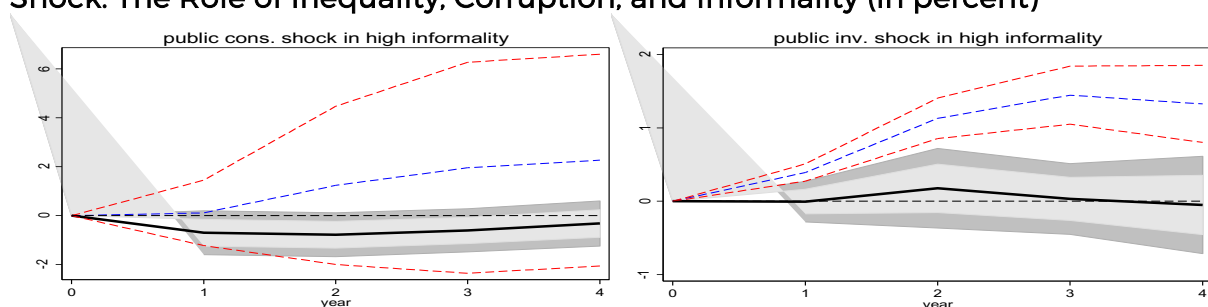 Shock: The Role of Inequality, Corruption, and Informality (in percent)
public cons. shock in high informality
6
4
2
0
-2
0 1 2 3 4
year
public inv. shock in high informality
2
1
0
-1
0 1 2 3 4
year